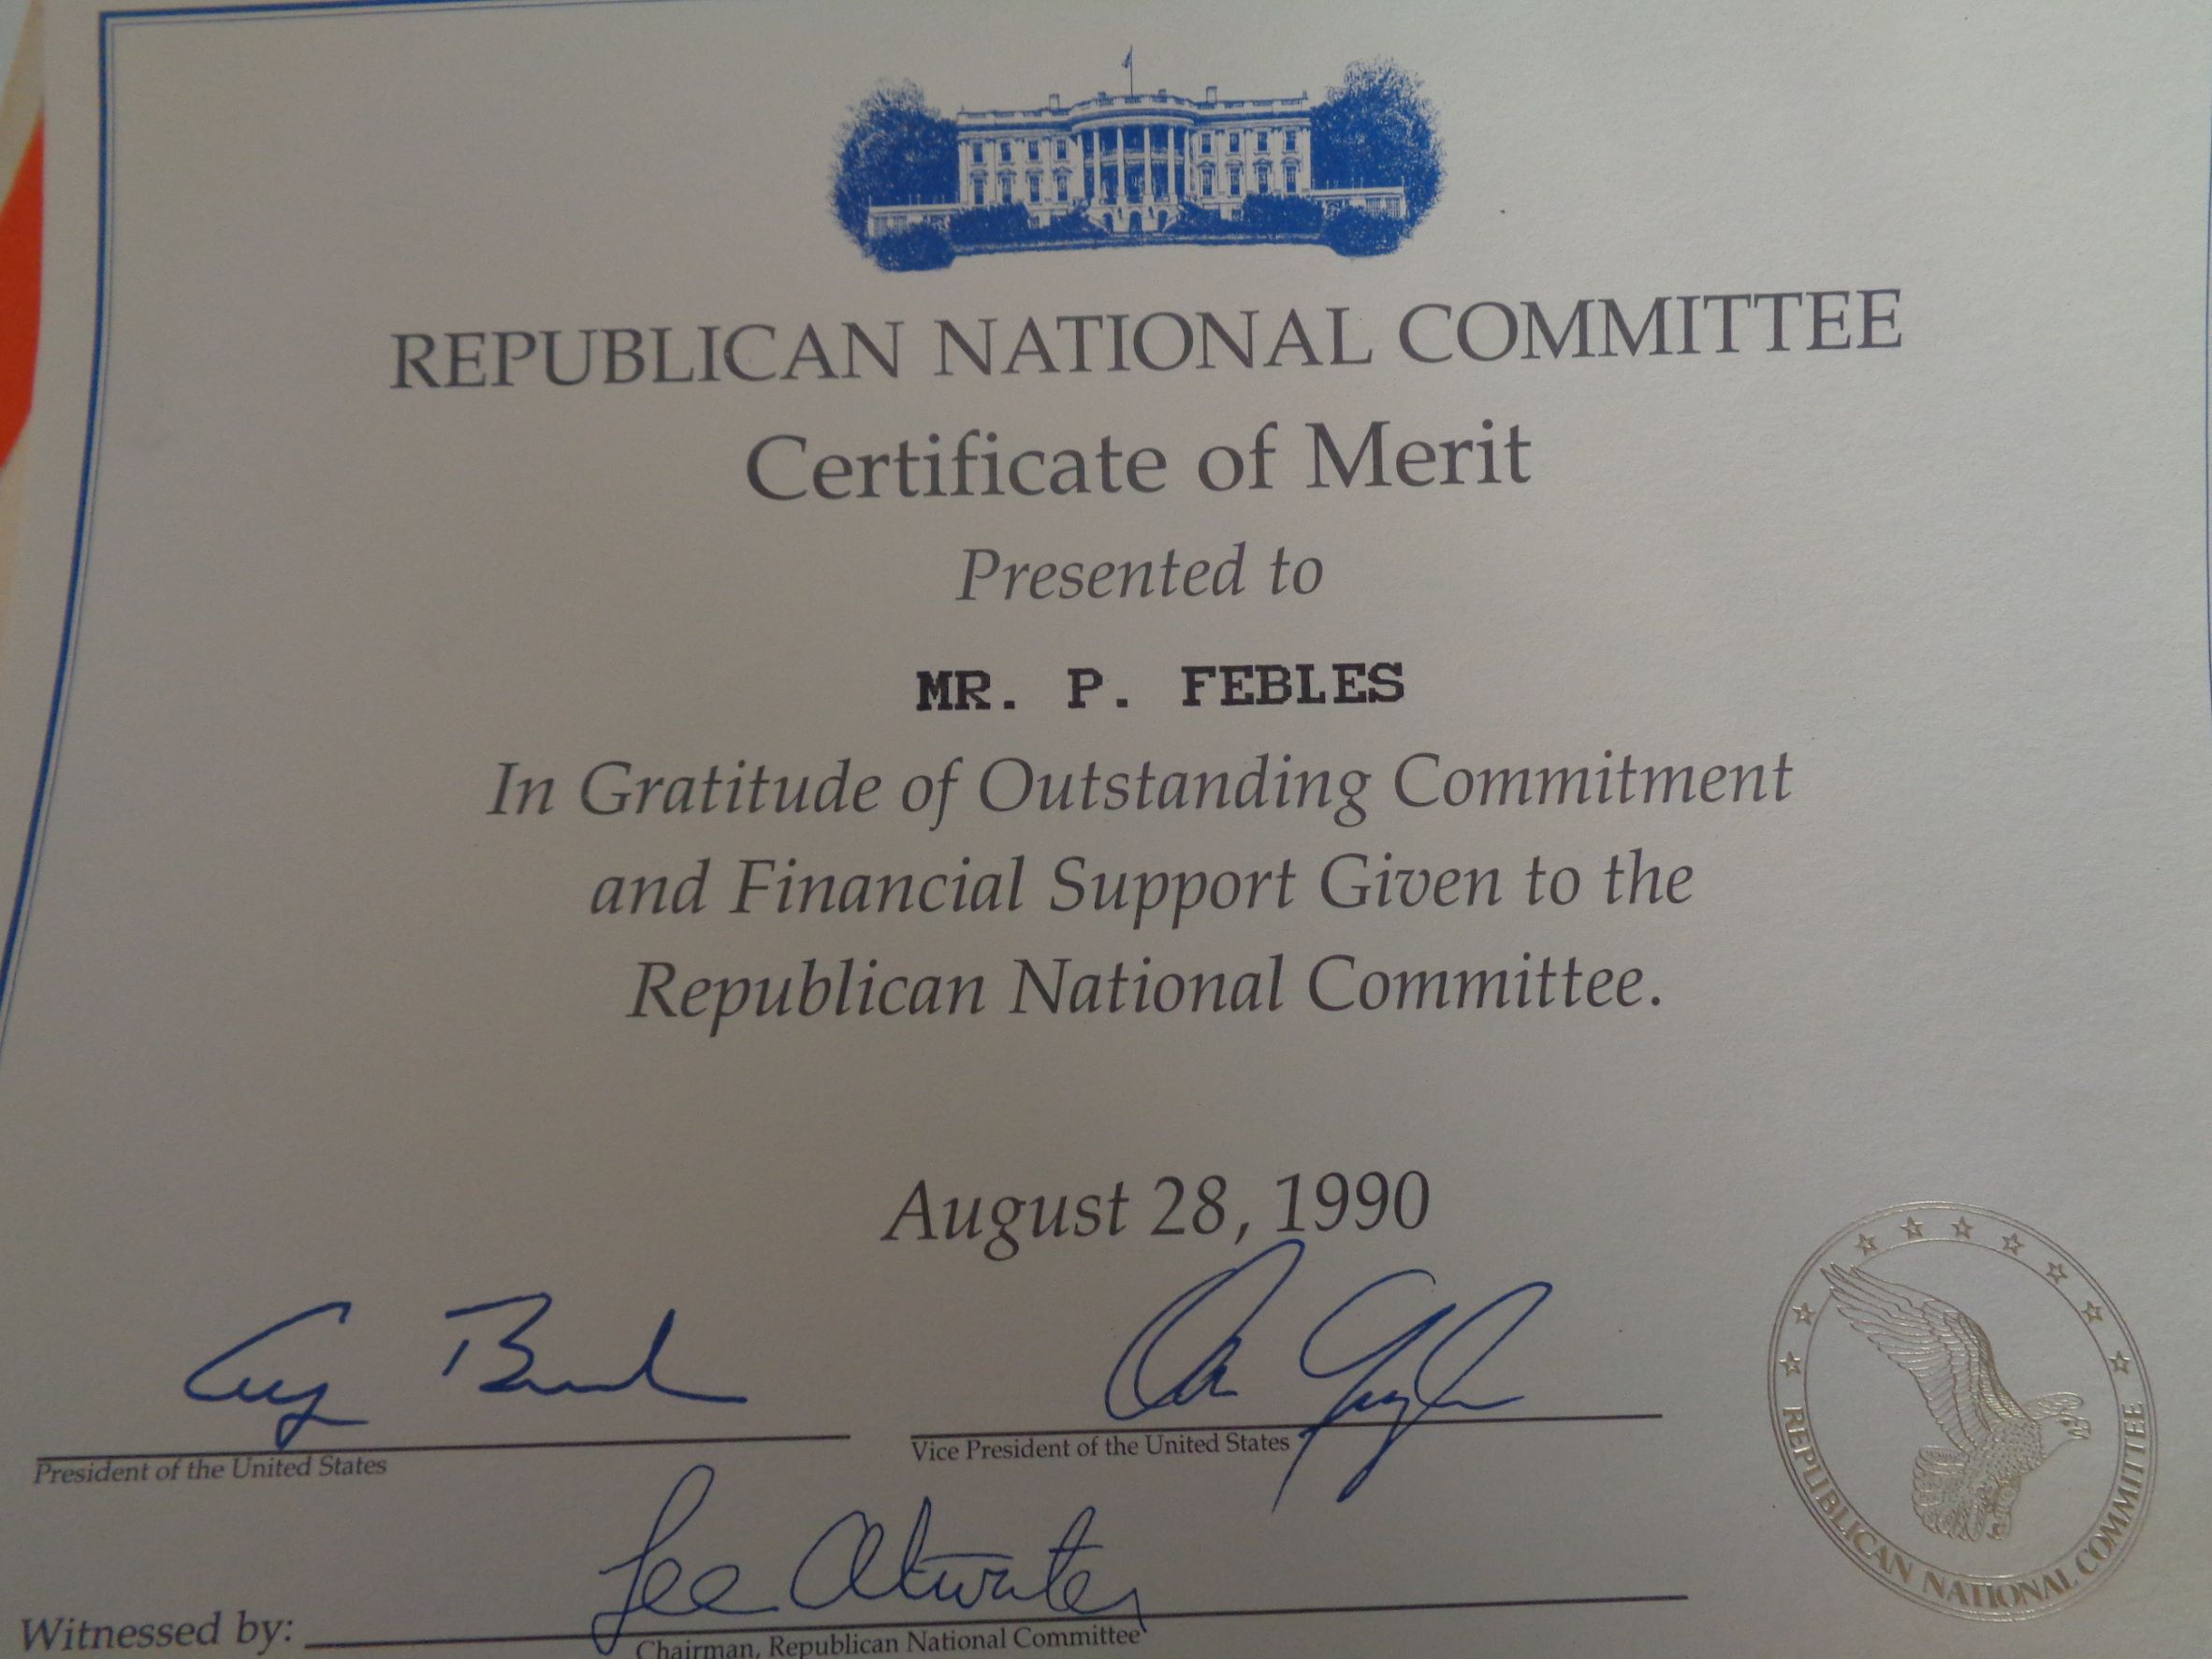 REPUBLICAN NATIONAL COMMITTEE
Certificate of Merit
Presented to
MR. P. FEBLES
In Gratitude of Outstanding Commitment
and Financial Support Given to the
Republican National Committee.
August 28, 1990
President of the United States
Vice President of the United States
Lee Atwater
Witnessed by:
Chairman, Republican National Committee
REPUBLICAN NATIONAL COMMITTEE